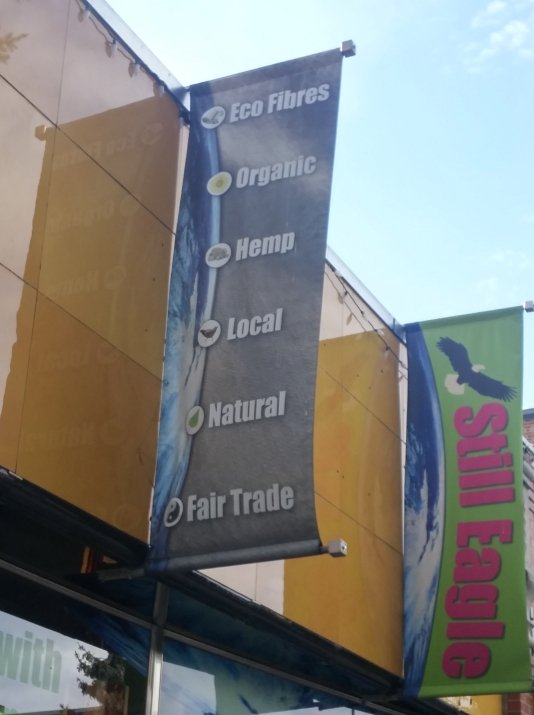 Eco Fibres
Organic
Hemp
Local
Natural
Fair Trade
Still Eagle
with